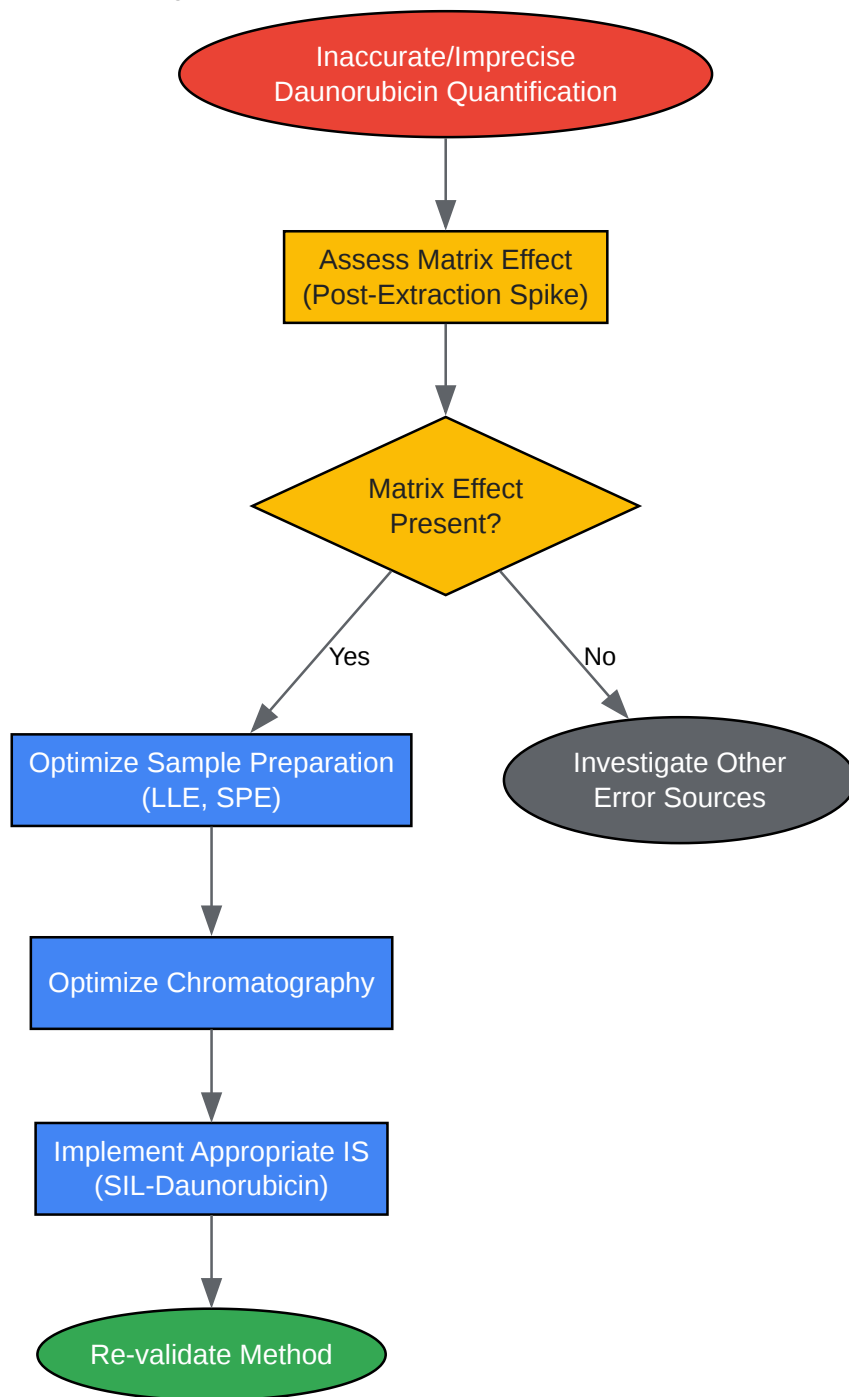 Inaccurate/Imprecise
Daunorubicin Quantification
Assess Matrix Effect
(Post-Extraction Spike)
Matrix Effect
Present?
Yes
No
Optimize Sample Preparation
(LLE, SPE)
Investigate Other
Error Sources
Optimize Chromatography
Implement Appropriate IS
(SIL-Daunorubicin)
Re-validate Method